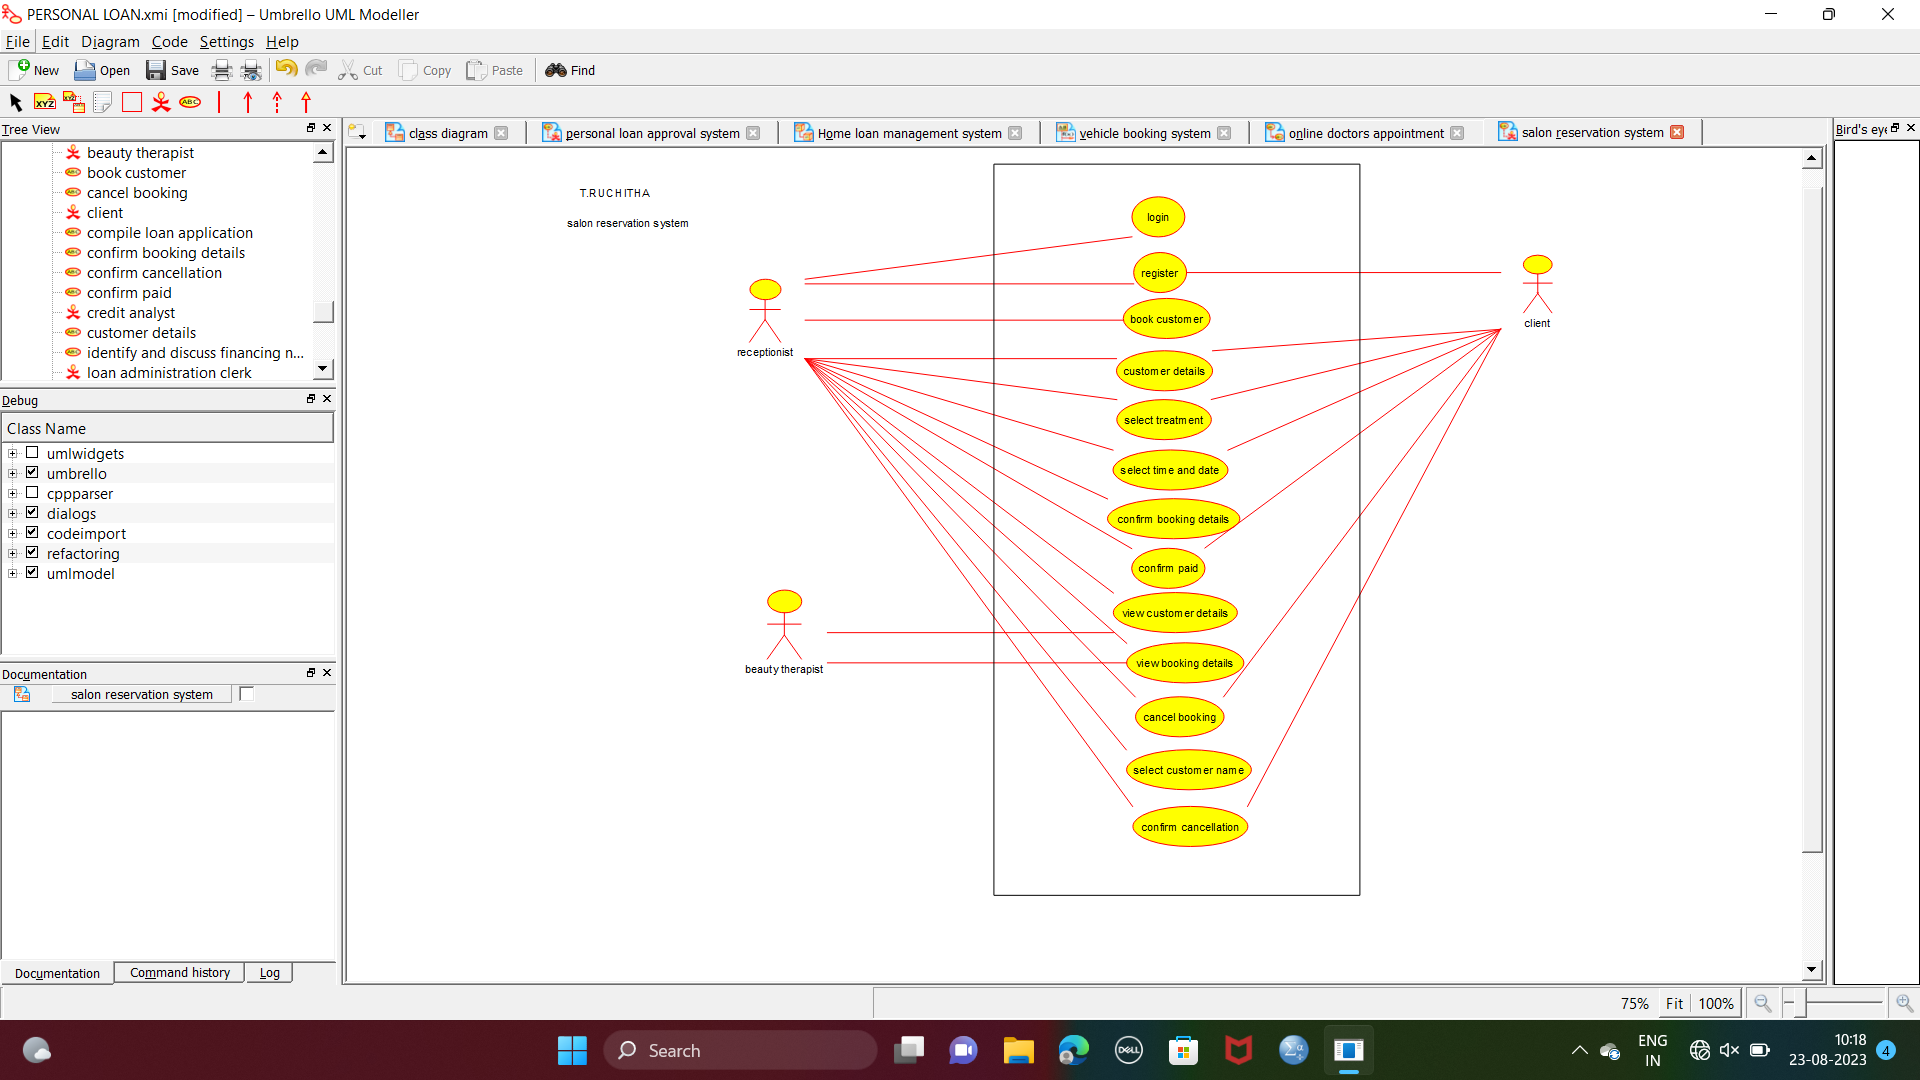 PERSONAL LOAN.xmi [modified] – Umbrello UML Modeller
File Edit Diagram Code Settings Help
New Open Save Cut Copy Paste Find
XYZ XYZ ABC
Tree View
beauty therapist
book customer
cancel booking
client
compile loan application
confirm booking details
confirm cancellation
confirm paid
credit analyst
customer details
identify and discuss financing n...
loan administration clerk
Debug
Class Name
umlwidgets
umbrello
cppparser
dialogs
codeimport
refactoring
umlmodel
Documentation
salon reservation system
Documentation Command history Log
class diagram personal loan approval system Home loan management system vehicle booking system online doctors appointment salon reservation system
Bird's eye
T.RUCHITHA
salon reservation system
login
register
book customer
customer details
select treatment
select time and date
confirm booking details
confirm paid
view customer details
view booking details
cancel booking
select customer name
confirm cancellation
receptionist
beauty therapist
client
75% Fit 100%
Search
DELL
ENG
IN
10:18
23-08-2023
4